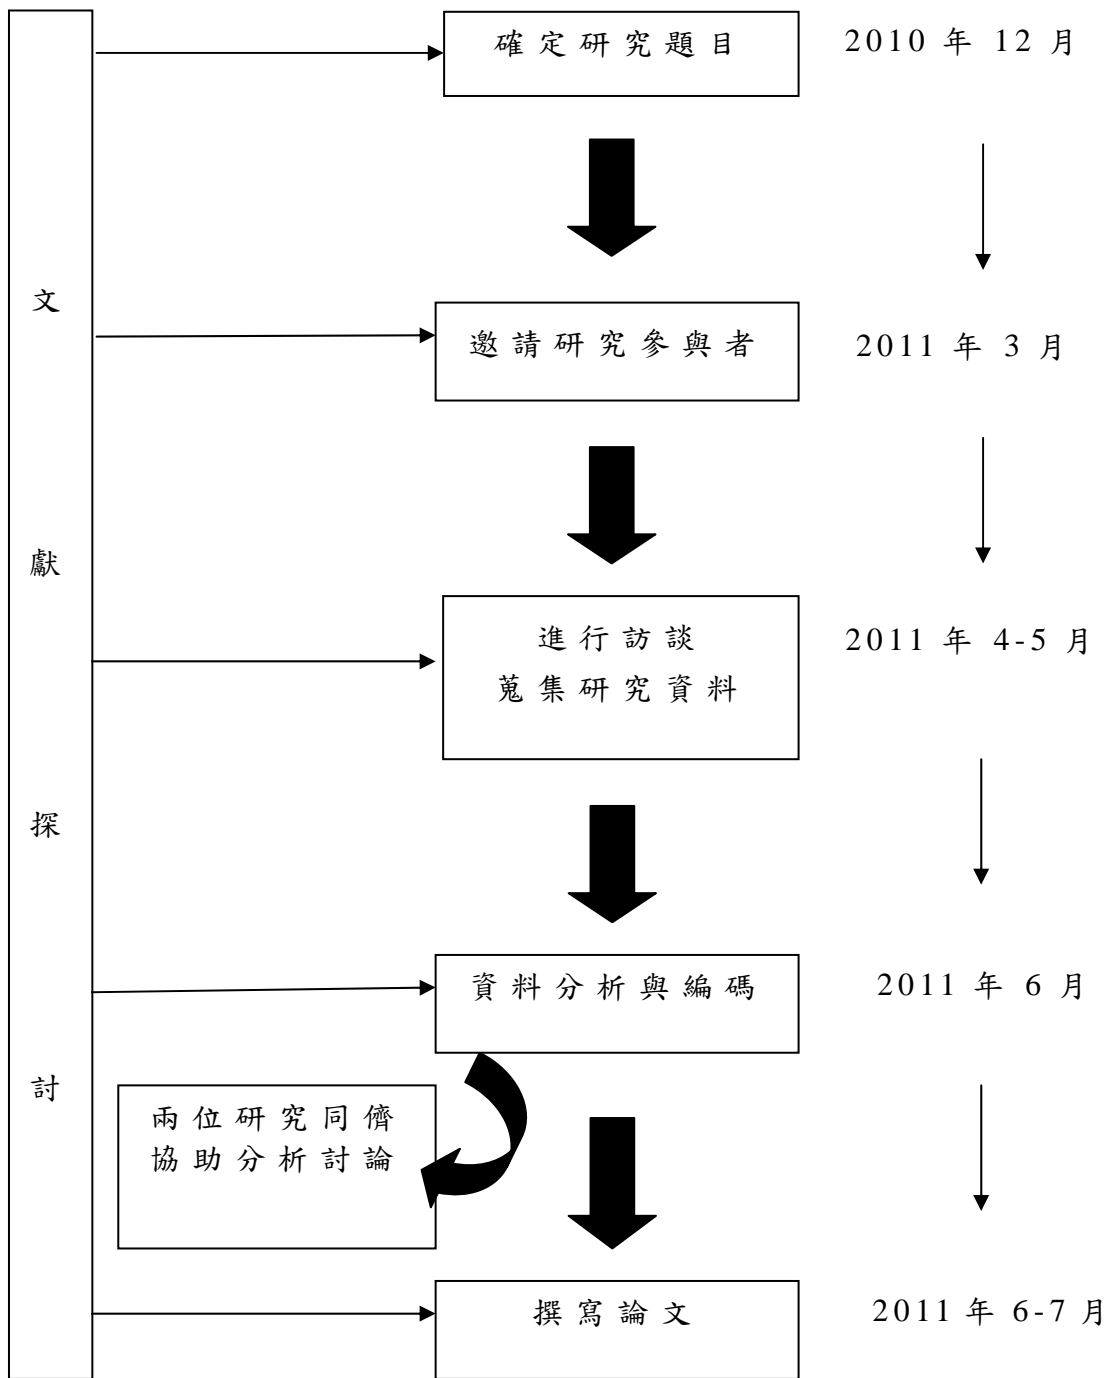 文獻探討
確定研究題目
2010 年 12 月
邀請研究參與者
2011 年 3 月
進行訪談
蒐集研究資料
2011 年 4-5 月
資料分析與編碼
2011 年 6 月
兩位研究同儕
協助分析討論
撰寫論文
2011 年 6-7 月